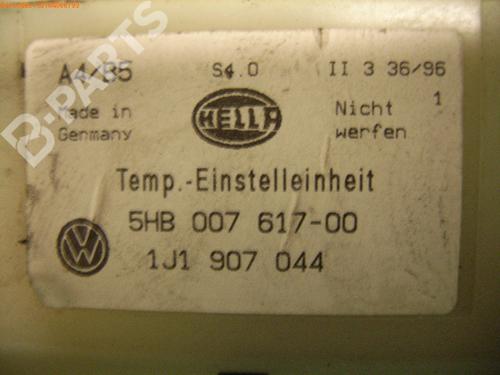 A4/B5 S4.0 II 3 36/96
Made in HELLA Nicht 1
Germany werfen
Temp.-Einstelleinheit
5HB 007 617-00
1J1 907 044
B-PARTS